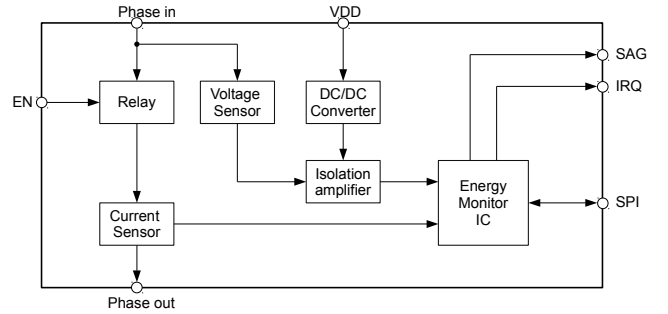 Phase in
VDD
SAG
IRQ
EN
Relay
Voltage
Sensor
DC/DC
Converter
Isolation
amplifier
Energy
Monitor
IC
SPI
Current
Sensor
Phase out